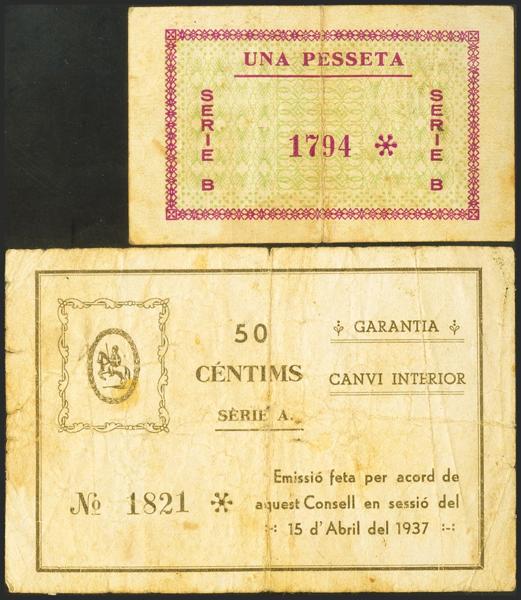 UNA PESSETA
SERIE B
1794 *
SERIE B
50
CÉNTIMS
SÈRIE A.
GARANTIA
CANVI INTERIOR
Emissió feta per acord de
aquest Consell en sessió del
:-: 15 d'Abril del 1937 :-:
Nº 1821 *